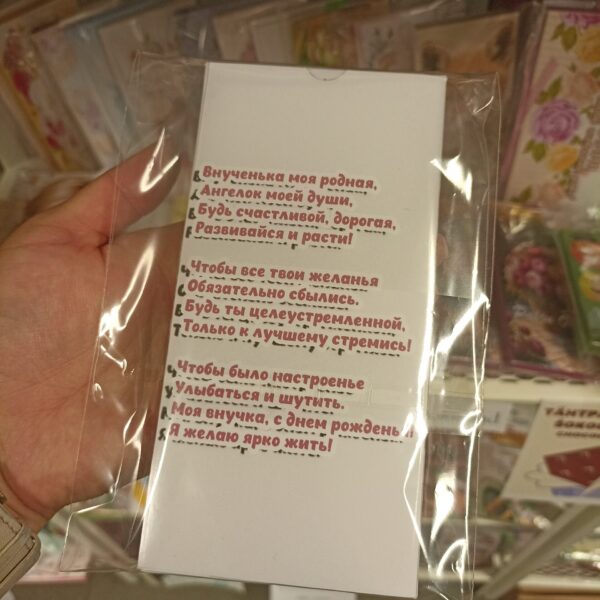 Внученька моя родная,
Ангелок моей души,
Будь счастливой, дорогая,
Развивайся и расти!
Чтобы все твои желанья
Обязательно сбылись.
Будь ты целеустремленной,
Только к лучшему стремись!
Чтобы было настроенье
Улыбаться и шутить.
Моя внучка, с днем рожденья!
Я желаю ярко жить!